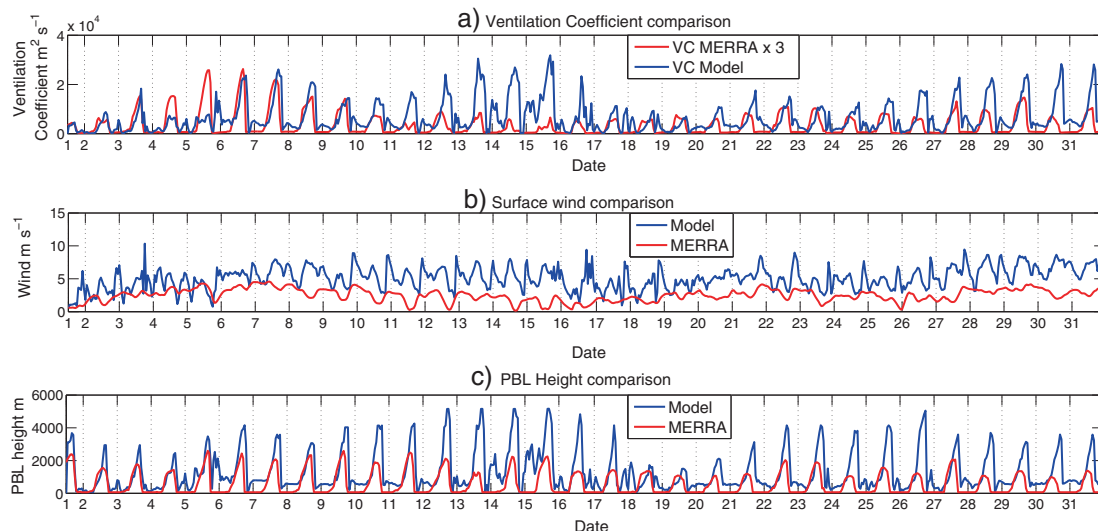 a) Ventilation Coefficient comparison
x 10⁴
Ventilation
Coefficient m² s⁻¹
4
2
0
VC MERRA x 3
VC Model
1 2 3 4 5 6 7 8 9 10 11 12 13 14 15 16 17 18 19 20 21 22 23 24 25 26 27 28 29 30 31
Date
b) Surface wind comparison
Wind m s⁻¹
15
10
5
0
Model
MERRA
1 2 3 4 5 6 7 8 9 10 11 12 13 14 15 16 17 18 19 20 21 22 23 24 25 26 27 28 29 30 31
Date
c) PBL Height comparison
PBL height m
6000
4000
2000
0
Model
MERRA
1 2 3 4 5 6 7 8 9 10 11 12 13 14 15 16 17 18 19 20 21 22 23 24 25 26 27 28 29 30 31
Date